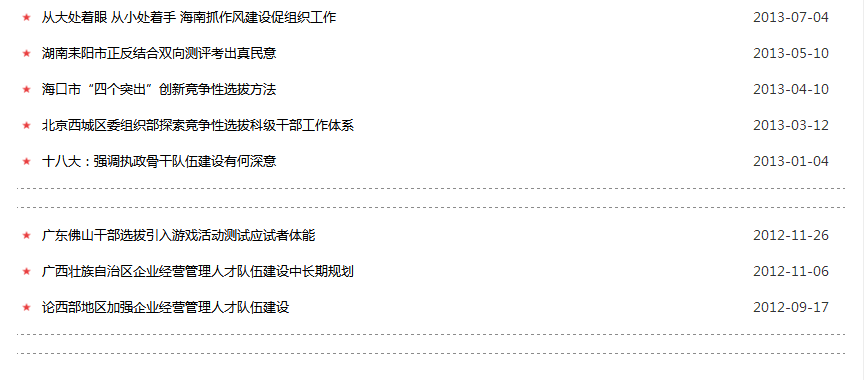 从大处着眼 从小处着手 海南抓作风建设促组织工作 2013-07-04
湖南耒阳市正反结合双向测评考出真民意 2013-05-10
海口市“四个突出”创新竞争性选拔方法 2013-04-10
北京西城区委组织部探索竞争性选拔科级干部工作体系 2013-03-12
十八大：强调执政骨干队伍建设有何深意 2013-01-04
广东佛山干部选拔引入游戏活动测试应试者体能 2012-11-26
广西壮族自治区企业经营管理人才队伍建设中长期规划 2012-11-06
论西部地区加强企业经营管理人才队伍建设 2012-09-17